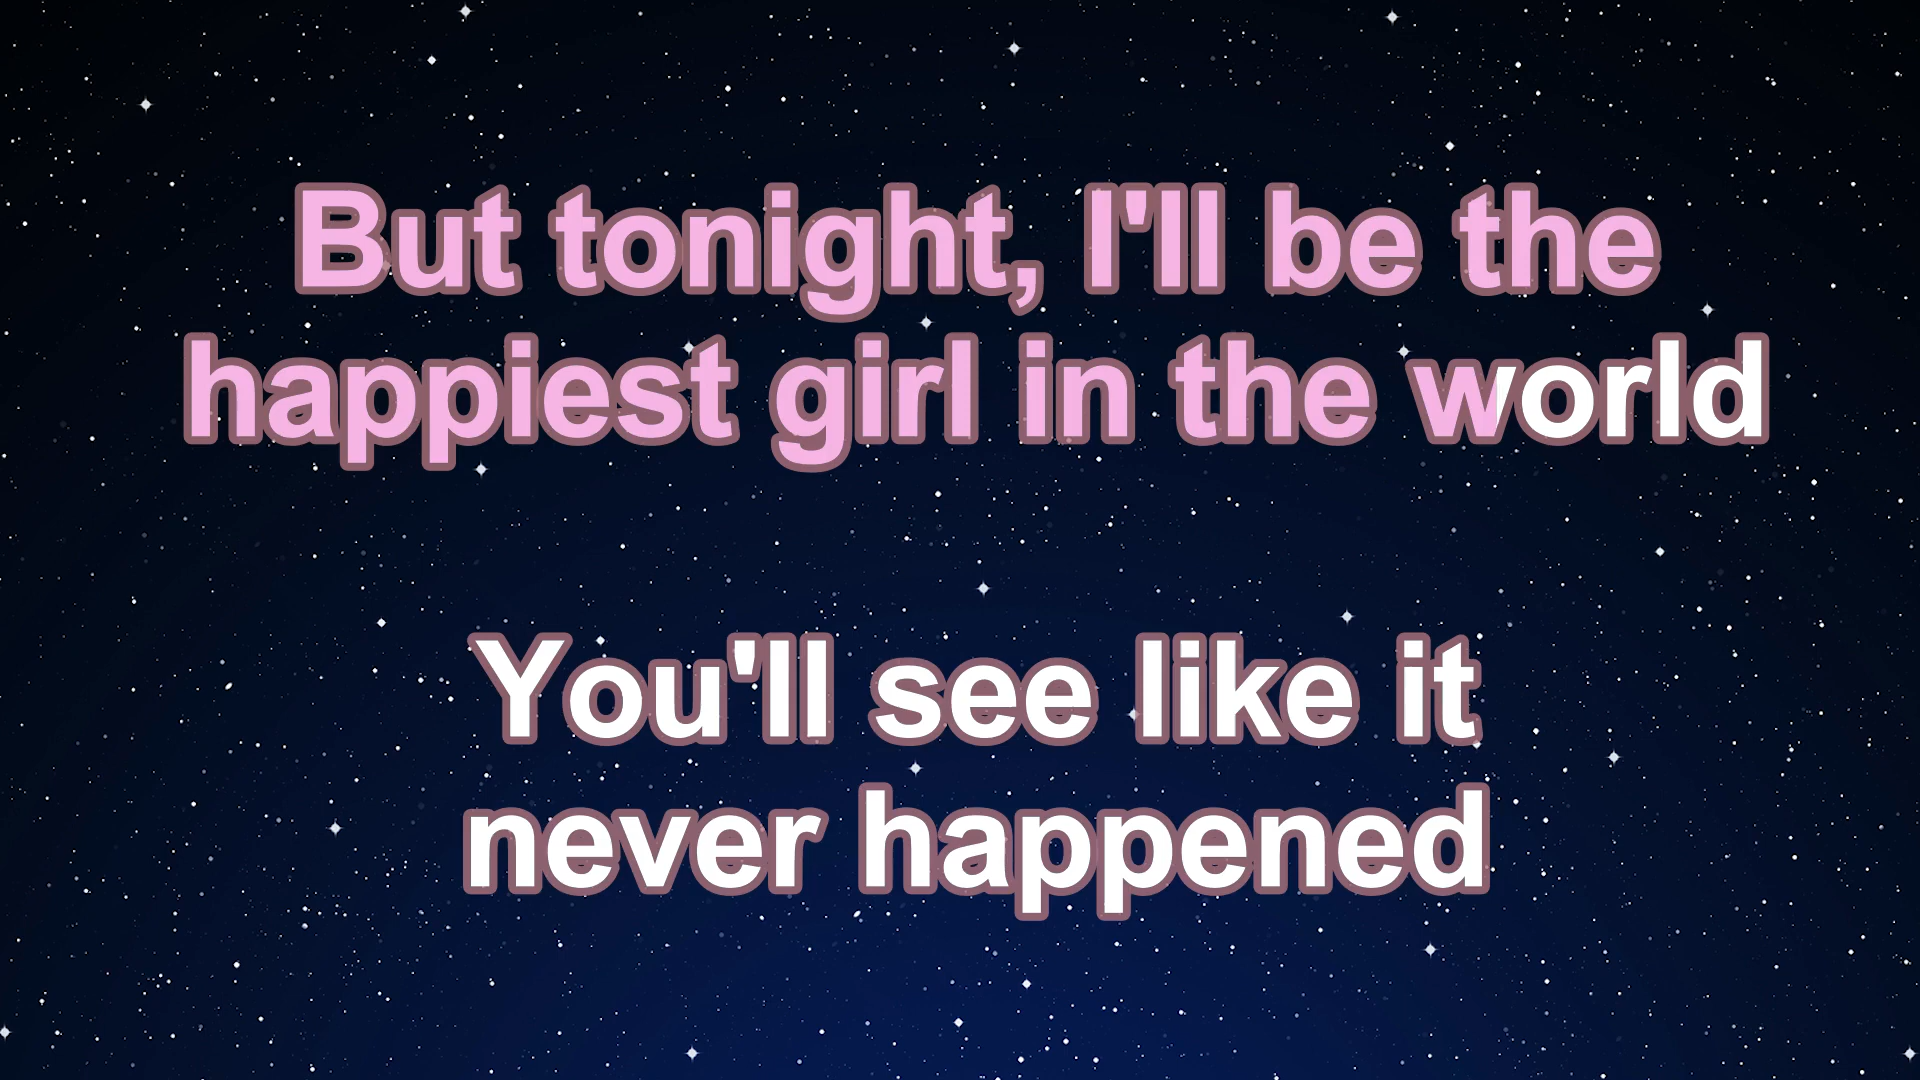 But tonight, I'll be the
happiest girl in the world
You'll see like it
never happened